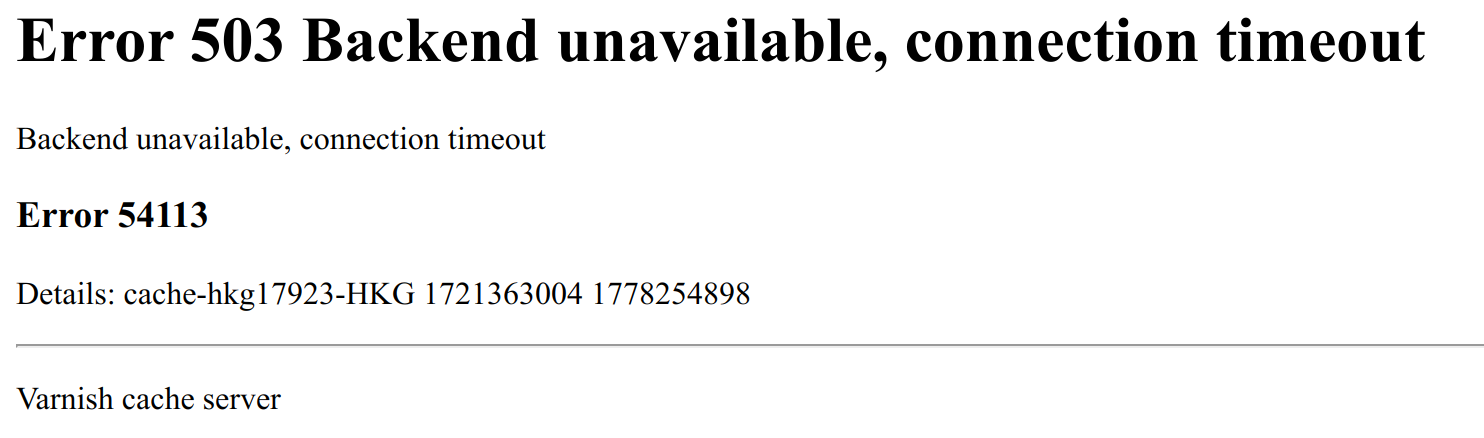 Error 503 Backend unavailable, connection timeout
Backend unavailable, connection timeout
Error 54113
Details: cache-hkg17923-HKG 1721363004 1778254898
Varnish cache server